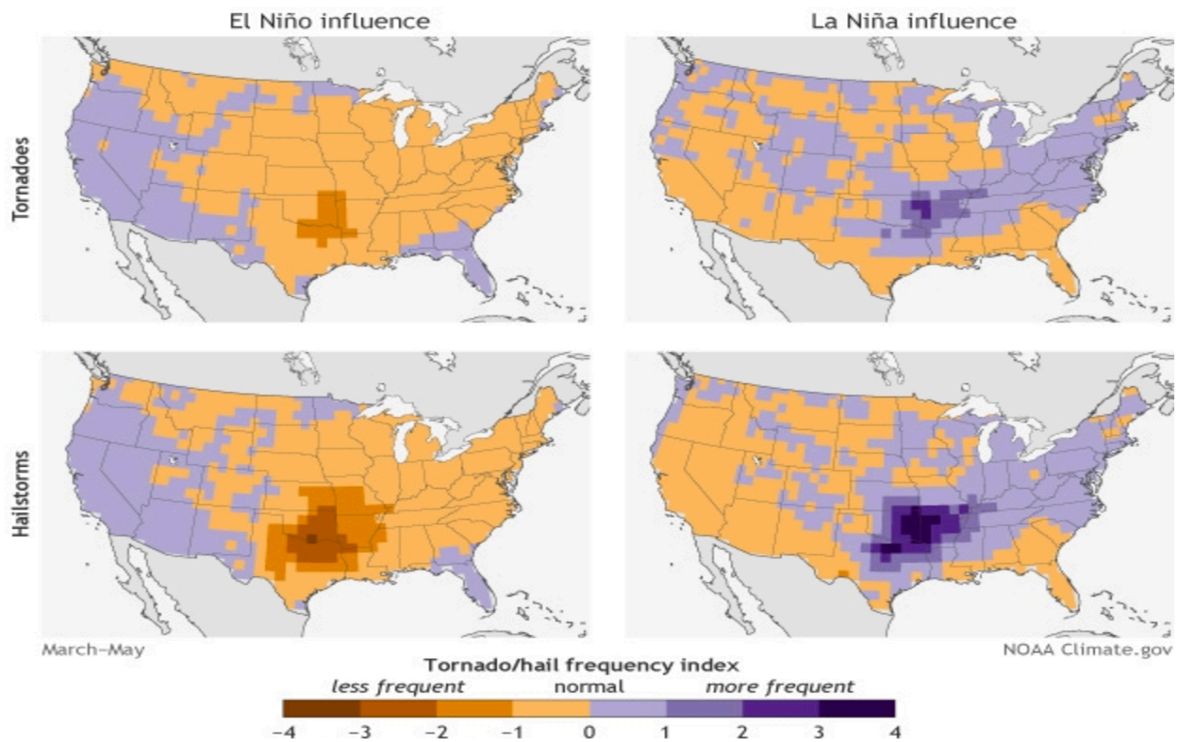 El Niño influence
La Niña influence
Tornadoes
Hailstorms
March–May
NOAA Climate.gov
Tornado/hail frequency index
less frequent normal more frequent
−4 −3 −2 −1 0 1 2 3 4